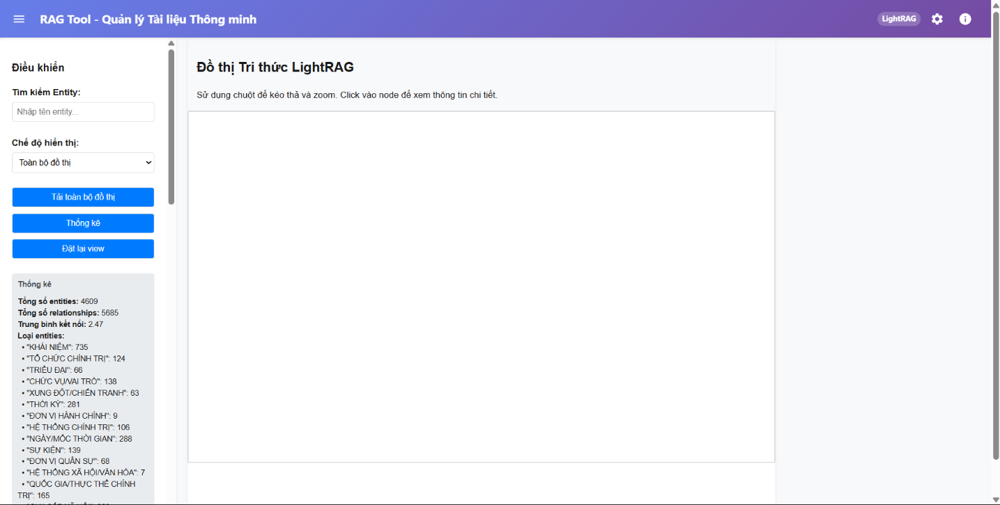 RAG Tool - Quản lý Tài liệu Thông minh
LightRAG
Điều khiển
Tìm kiếm Entity:
Nhập tên entity...
Chế độ hiển thị:
Toàn bộ đồ thị
Tải toàn bộ đồ thị
Thống kê
Đặt lại view
Thống kê
Tổng số entities: 4609
Tổng số relationships: 5685
Trung bình kết nối: 2.47
Loại entities:
• "KHÁI NIỆM": 735
• "TỔ CHỨC CHÍNH TRỊ": 124
• "TRIỀU ĐẠI": 66
• "CHỨC VỤ/VAI TRÒ": 138
• "XUNG ĐỘT/CHIẾN TRANH": 63
• "THỜI KỲ": 281
• "ĐƠN VỊ HÀNH CHÍNH": 9
• "HỆ THỐNG CHÍNH TRỊ": 106
• "NGÀY/MỐC THỜI GIAN": 288
• "SỰ KIỆN": 139
• "ĐƠN VỊ QUÂN SỰ": 68
• "HỆ THỐNG XÃ HỘI/VĂN HÓA": 7
• "QUỐC GIA/THỰC THỂ CHÍNH
TRỊ": 165
Đồ thị Tri thức LightRAG
Sử dụng chuột để kéo thả và zoom. Click vào node để xem thông tin chi tiết.